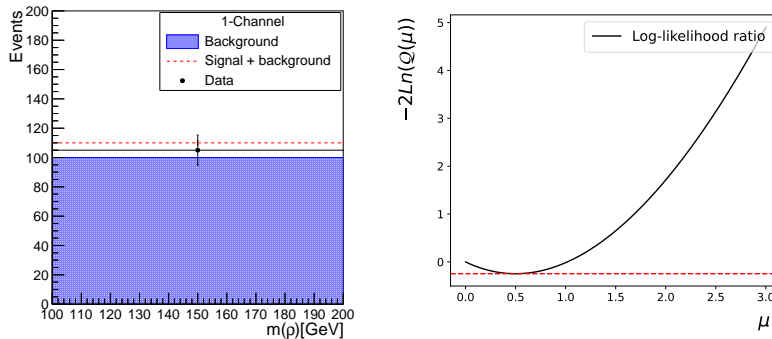 1-Channel
Background
Signal + background
Data
Events
200
180
160
140
120
100
80
60
40
20
0
100 110 120 130 140 150 160 170 180 190 200
m(ρ)[GeV]
Log-likelihood ratio
−2Ln(Q(μ))
5
4
3
2
1
0
0.0 0.5 1.0 1.5 2.0 2.5 3.0
μ